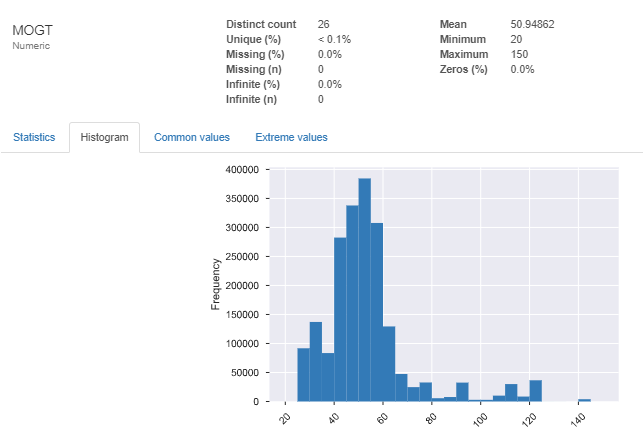 MOGT
Numeric
Distinct count 26
Unique (%) < 0.1%
Missing (%) 0.0%
Missing (n) 0
Infinite (%) 0.0%
Infinite (n) 0
Mean 50.94862
Minimum 20
Maximum 150
Zeros (%) 0.0%
Statistics Histogram Common values Extreme values
400000
350000
300000
250000
200000
150000
100000
50000
0
Frequency
20 40 60 80 100 120 140